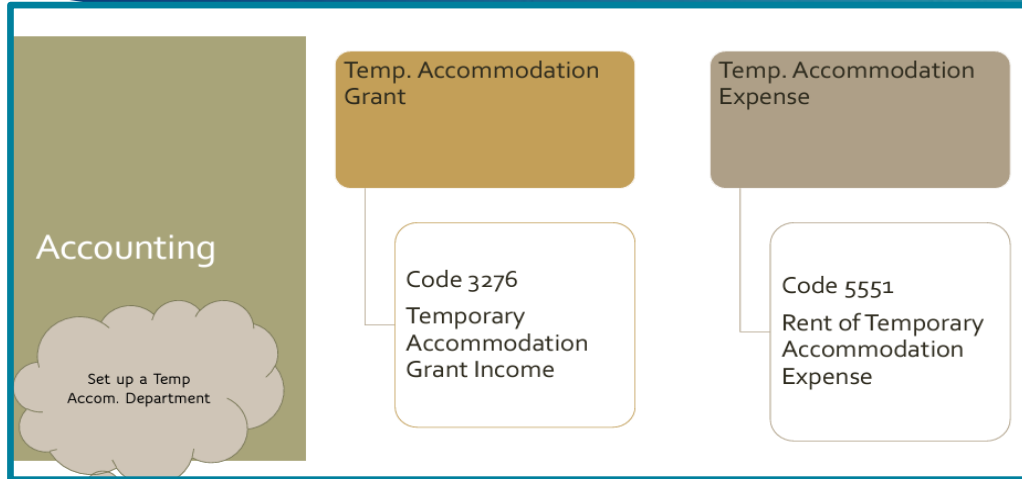 Accounting
Set up a Temp
Accom. Department
Temp. Accommodation
Grant
Code 3276
Temporary
Accommodation
Grant Income
Temp. Accommodation
Expense
Code 5551
Rent of Temporary
Accommodation
Expense